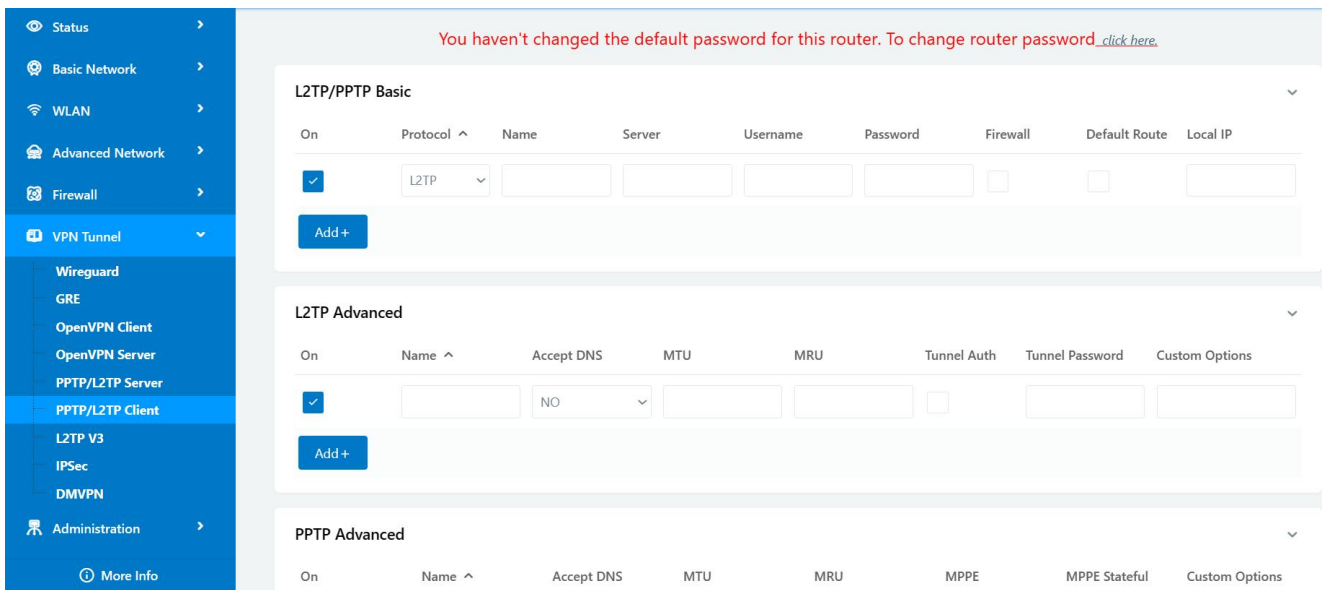 Status
Basic Network
WLAN
Advanced Network
Firewall
VPN Tunnel
Wireguard
GRE
OpenVPN Client
OpenVPN Server
PPTP/L2TP Server
PPTP/L2TP Client
L2TP V3
IPSec
DMVPN
Administration
More Info
You haven't changed the default password for this router. To change router password click here.
L2TP/PPTP Basic
On Protocol Name Server Username Password Firewall Default Route Local IP
L2TP
Add+
L2TP Advanced
On Name Accept DNS MTU MRU Tunnel Auth Tunnel Password Custom Options
NO
Add+
PPTP Advanced
On Name Accept DNS MTU MRU MPPE MPPE Stateful Custom Options